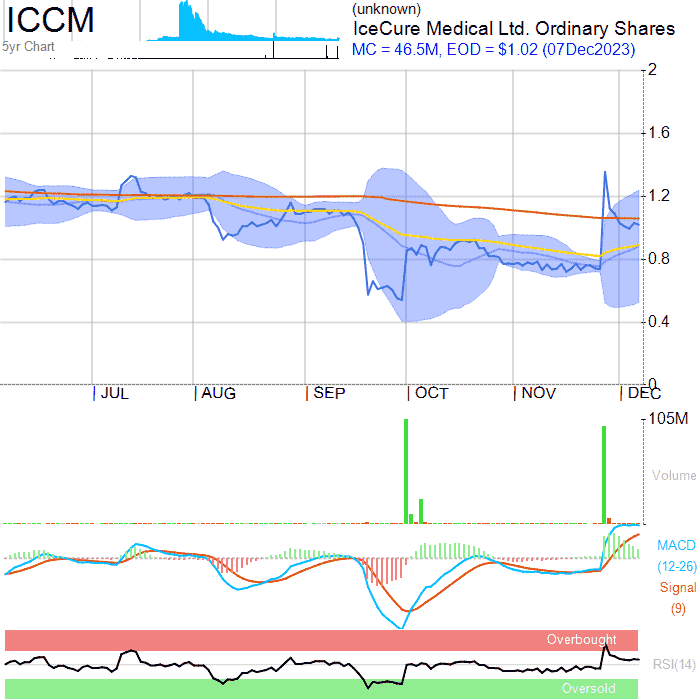 ICCM
5yr Chart
(unknown)
IceCure Medical Ltd. Ordinary Shares
MC = 46.5M, EOD = $1.02 (07Dec2023)
2
1.6
1.2
0.8
0.4
0
JUL AUG SEP OCT NOV DEC
105M
Volume
MACD
(12-26)
Signal
(9)
Overbought
RSI(14)
Oversold